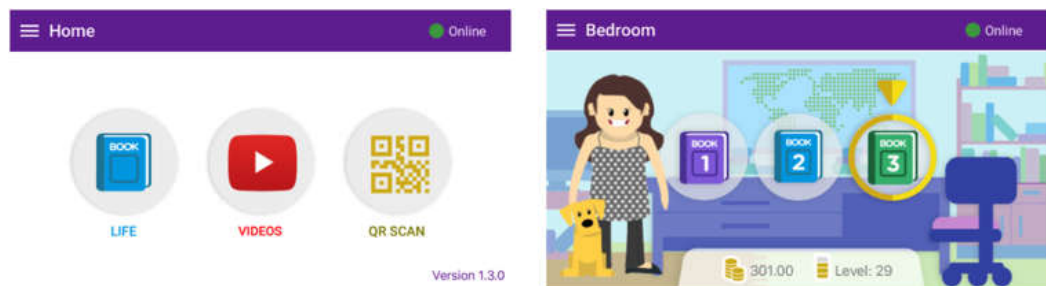 Home
Online
BOOK
LIFE
VIDEOS
QR SCAN
Version 1.3.0
Bedroom
Online
BOOK
1
BOOK
2
BOOK
3
301.00
Level: 29